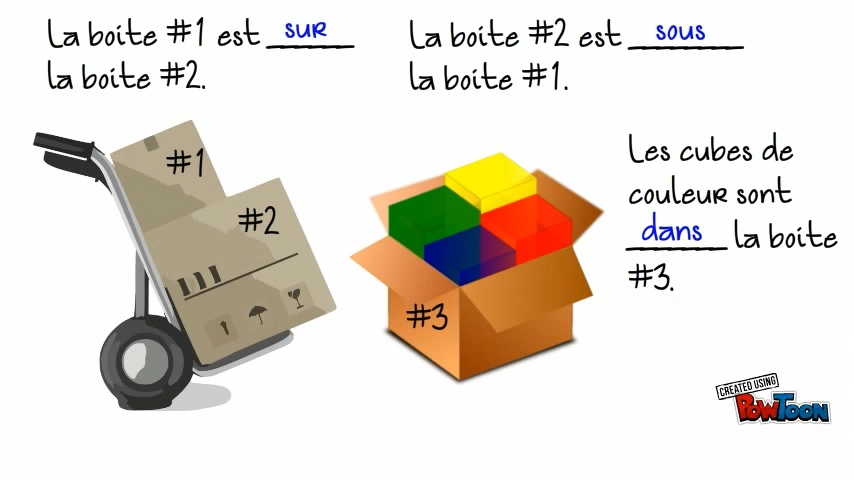 La boite #1 est sur
la boite #2.
La boite #2 est sous
la boite #1.
#1
#2
#3
Les cubes de
couleur sont
dans la boite
#3.
CREATED USING
POWTOON